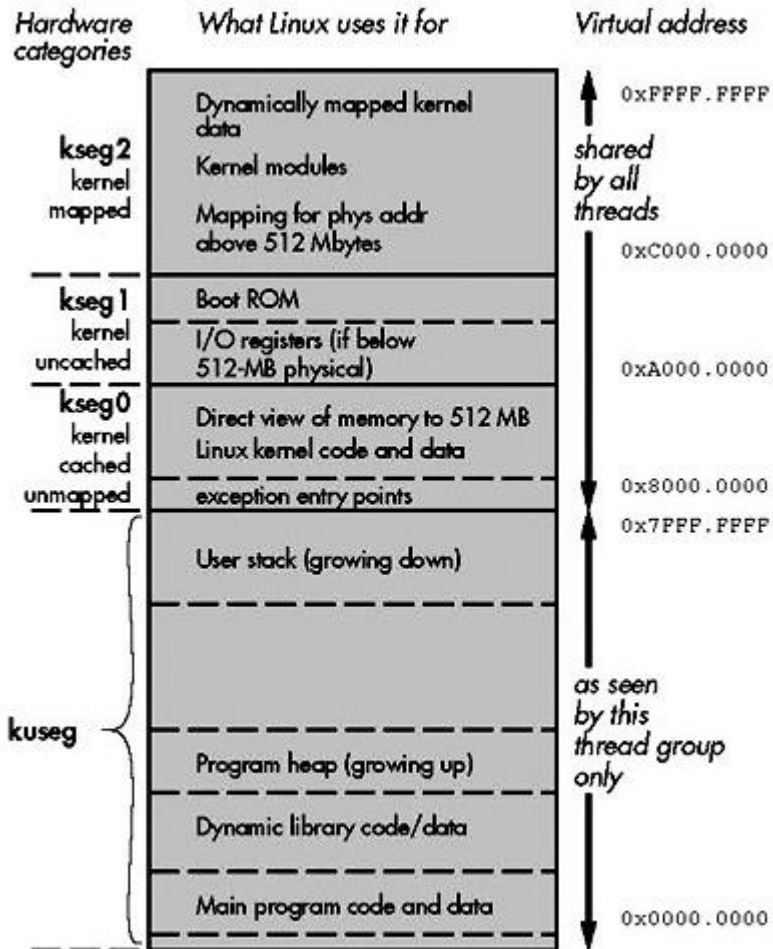 Hardware
categories
What Linux uses it for
Virtual address
kseg2
kernel
mapped
Dynamically mapped kernel
data
Kernel modules
Mapping for phys addr
above 512 Mbytes
0xFFFF.FFFF
shared
by all
threads
0xC000.0000
kseg1
kernel
uncached
Boot ROM
I/O registers (if below
512-MB physical)
0xA000.0000
kseg0
kernel
cached
unmapped
Direct view of memory to 512 MB
Linux kernel code and data
exception entry points
0x8000.0000
0x7FFF.FFFF
kuseg
User stack (growing down)
Program heap (growing up)
Dynamic library code/data
Main program code and data
as seen
by this
thread group
only
0x0000.0000